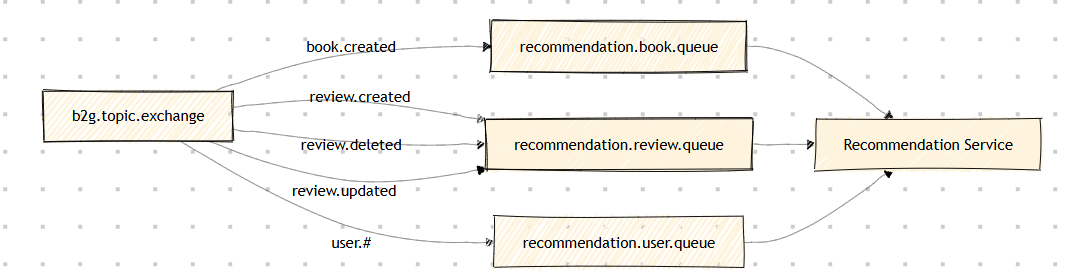 book.created
recommendation.book.queue
review.created
b2g.topic.exchange
review.deleted
recommendation.review.queue
Recommendation Service
review.updated
user.#
recommendation.user.queue